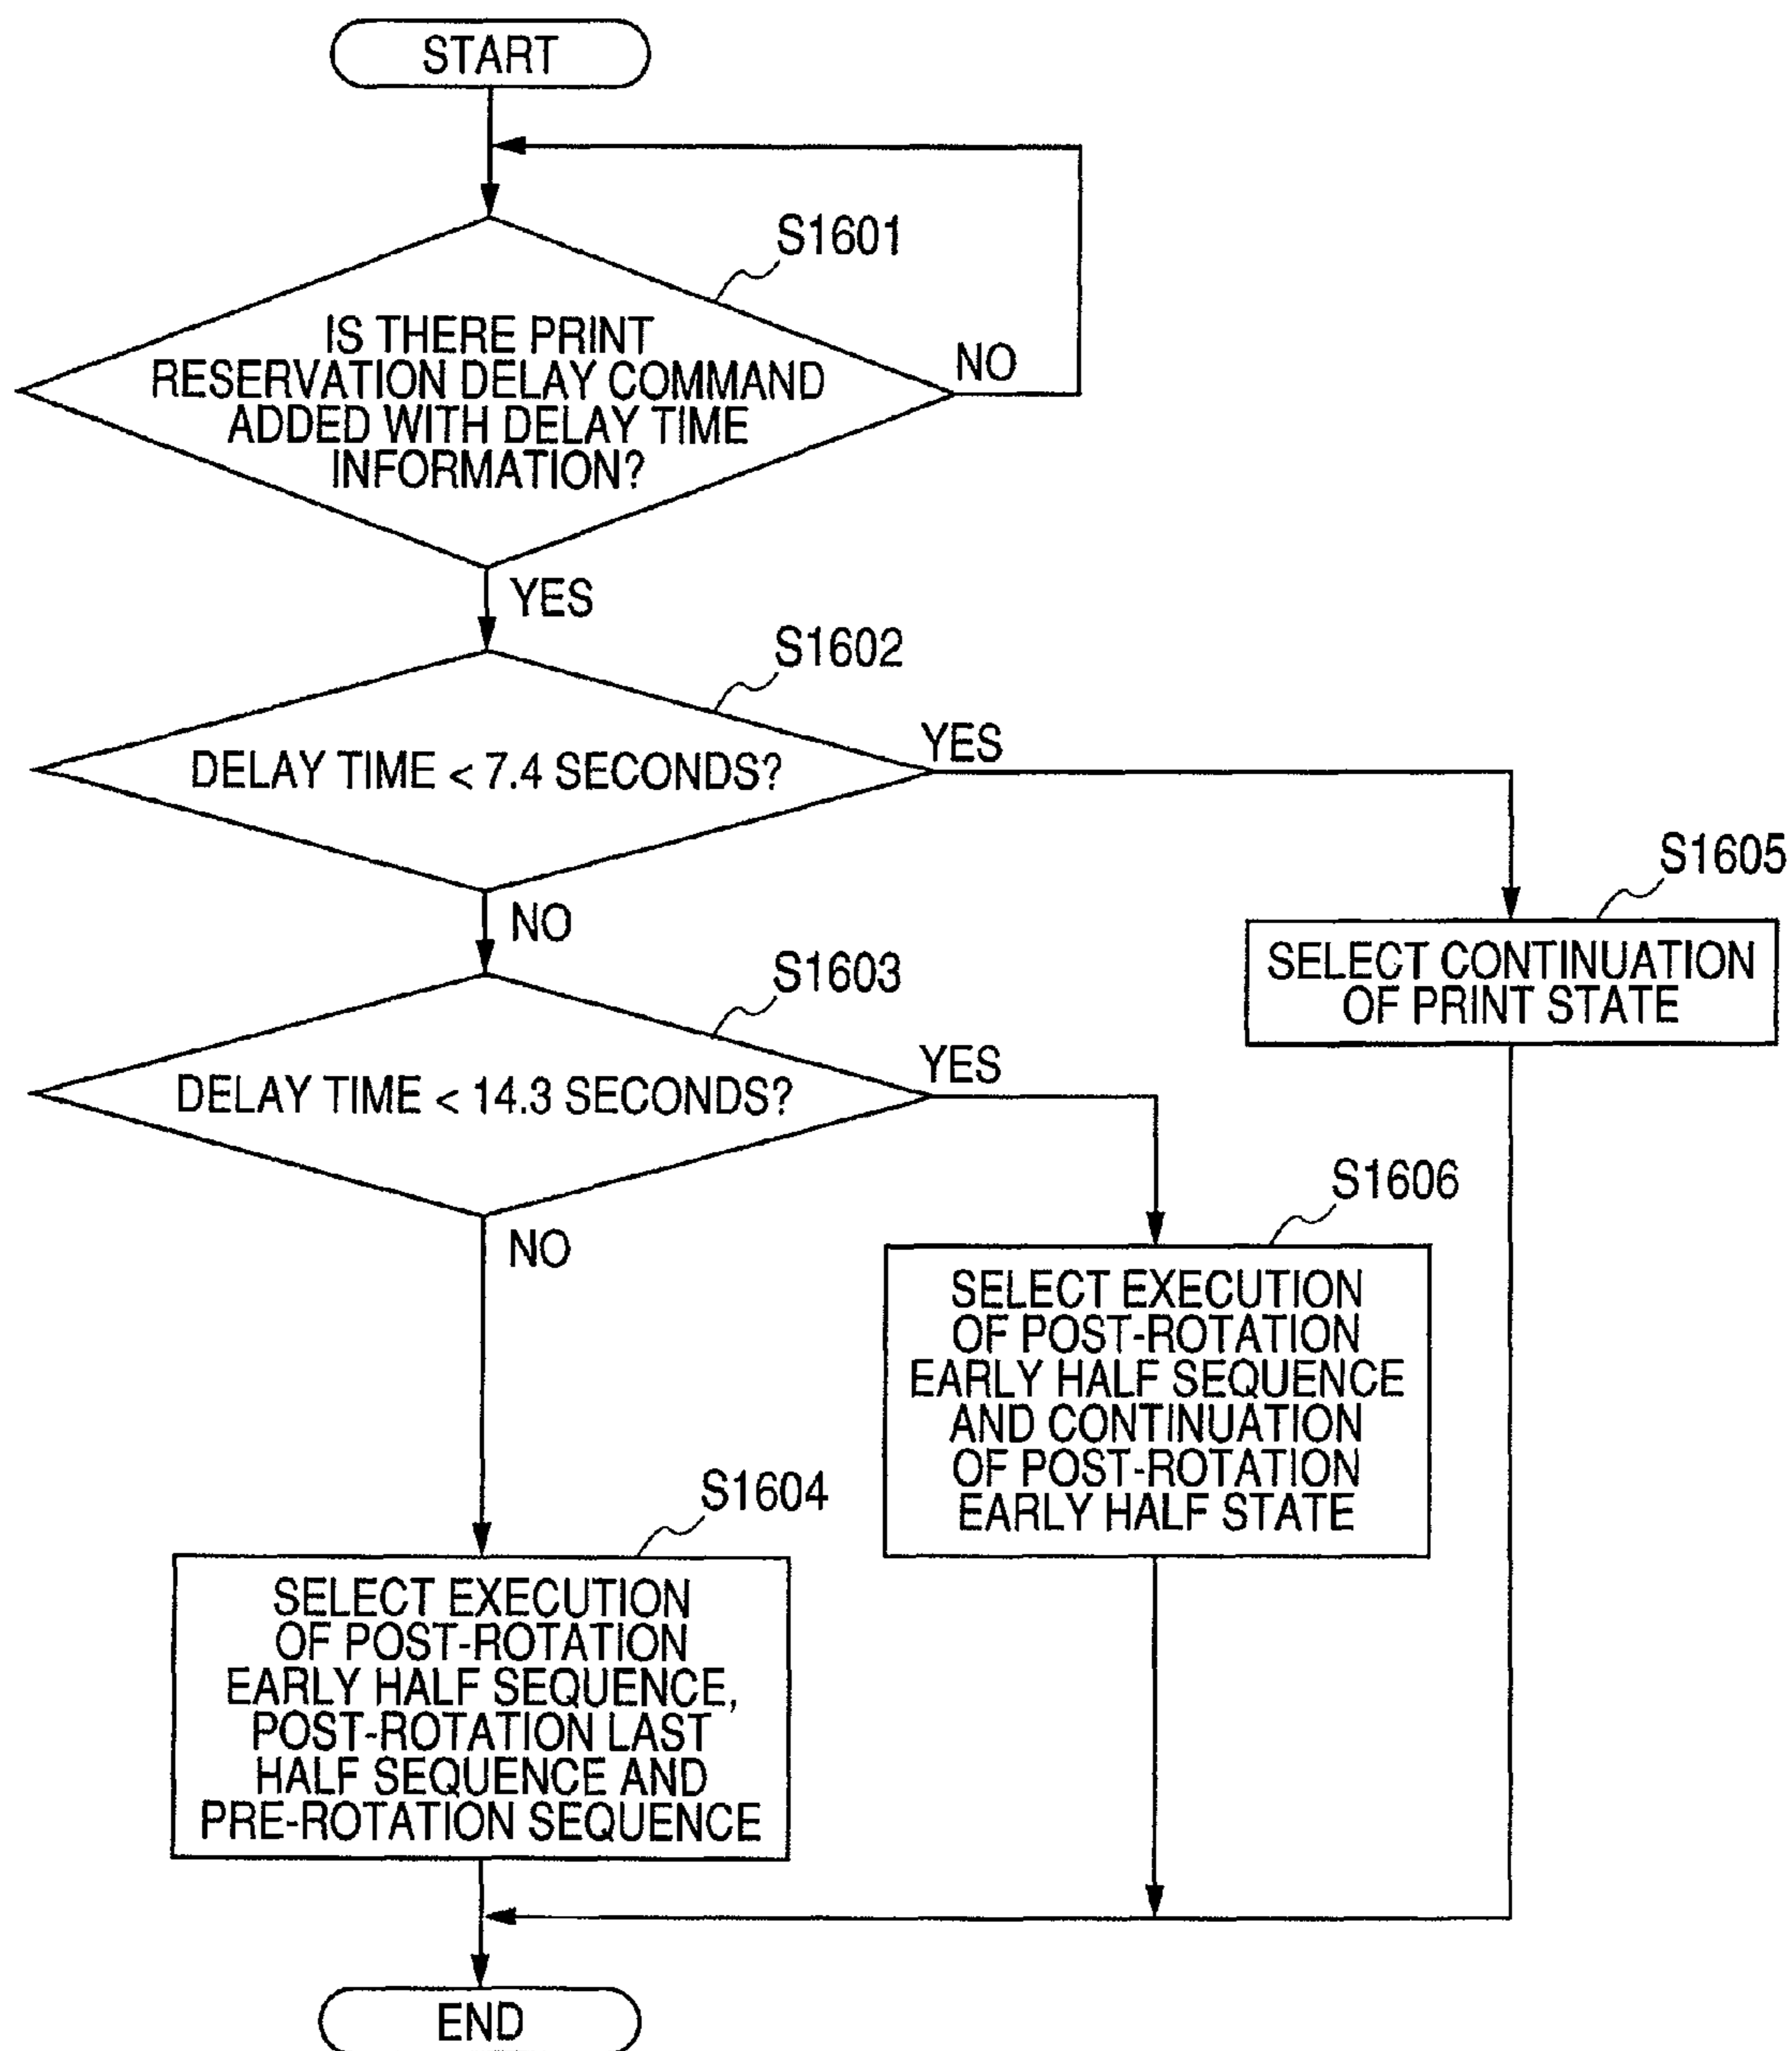 START
S1601
IS THERE PRINT
RESERVATION DELAY COMMAND
ADDED WITH DELAY TIME
INFORMATION?
NO
YES
S1602
DELAY TIME < 7.4 SECONDS?
YES
NO
S1605
SELECT CONTINUATION
OF PRINT STATE
S1603
DELAY TIME < 14.3 SECONDS?
YES
NO
S1606
SELECT EXECUTION
OF POST-ROTATION
EARLY HALF SEQUENCE
AND CONTINUATION
OF POST-ROTATION
EARLY HALF STATE
S1604
SELECT EXECUTION
OF POST-ROTATION
EARLY HALF SEQUENCE,
POST-ROTATION LAST
HALF SEQUENCE AND
PRE-ROTATION SEQUENCE
END